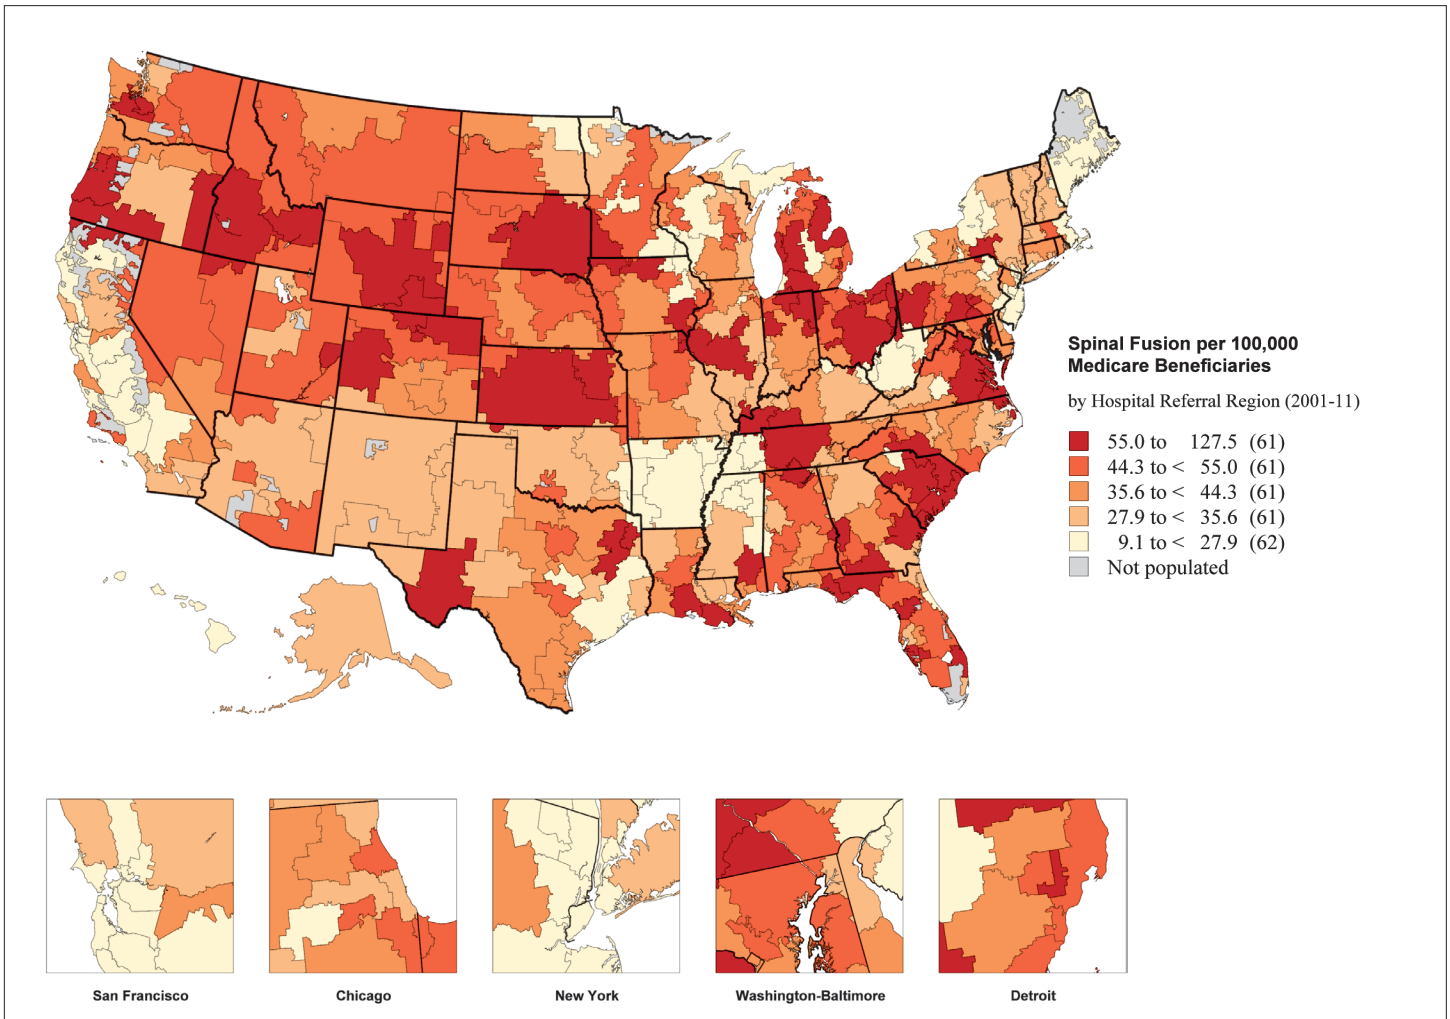 Spinal Fusion per 100,000
Medicare Beneficiaries
by Hospital Referral Region (2001-11)
55.0 to 127.5 (61)
44.3 to < 55.0 (61)
35.6 to < 44.3 (61)
27.9 to < 35.6 (61)
9.1 to < 27.9 (62)
Not populated
San Francisco
Chicago
New York
Washington-Baltimore
Detroit